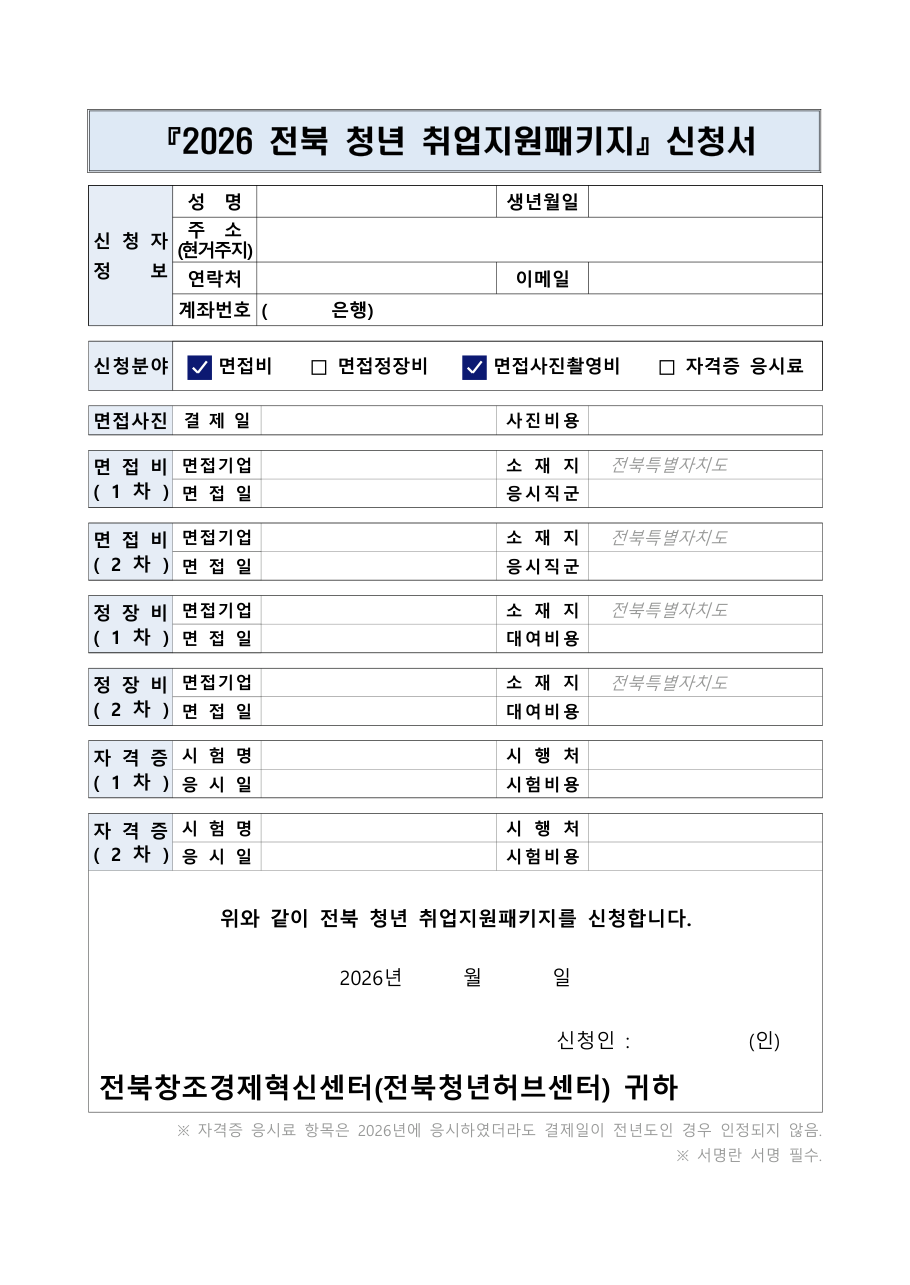 『2026 전북 청년 취업지원패키지』 신청서
신 청 자 정 보
성 명 생년월일
주 소
(현거주지)
연락처 이메일
계좌번호 ( 은행)
신청분야 ☑ 면접비 □ 면접정장비 ☑ 면접사진촬영비 □ 자격증 응시료
면접사진 결 제 일 사진비용
면 접 비 면접기업 소 재 지 전북특별자치도
( 1 차 ) 면 접 일 응시직군
면 접 비 면접기업 소 재 지 전북특별자치도
( 2 차 ) 면 접 일 응시직군
정 장 비 면접기업 소 재 지 전북특별자치도
( 1 차 ) 면 접 일 대여비용
정 장 비 면접기업 소 재 지 전북특별자치도
( 2 차 ) 면 접 일 대여비용
자 격 증 시 험 명 시 행 처
( 1 차 ) 응 시 일 시험비용
자 격 증 시 험 명 시 행 처
( 2 차 ) 응 시 일 시험비용
위와 같이 전북 청년 취업지원패키지를 신청합니다.
2026년 월 일
신청인 : (인)
전북창조경제혁신센터(전북청년허브센터) 귀하
※ 자격증 응시료 항목은 2026년에 응시하였더라도 결제일이 전년도인 경우 인정되지 않음.
※ 서명란 서명 필수.